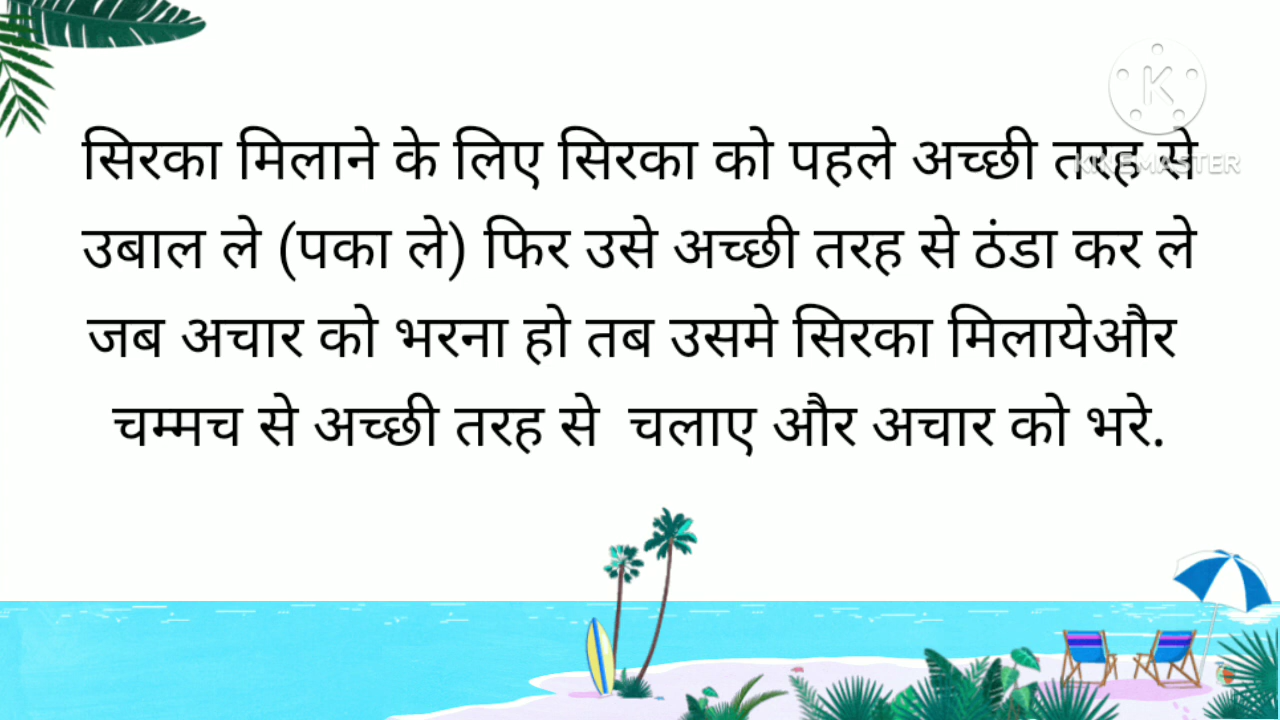 सिरका मिलाने के लिए सिरका को पहले अच्छी तरह से
उबाल ले (पका ले) फिर उसे अच्छी तरह से ठंडा कर ले
जब अचार को भरना हो तब उसमे सिरका मिलायेऔर
चम्मच से अच्छी तरह से चलाए और अचार को भरे.
K
KINEMASTER